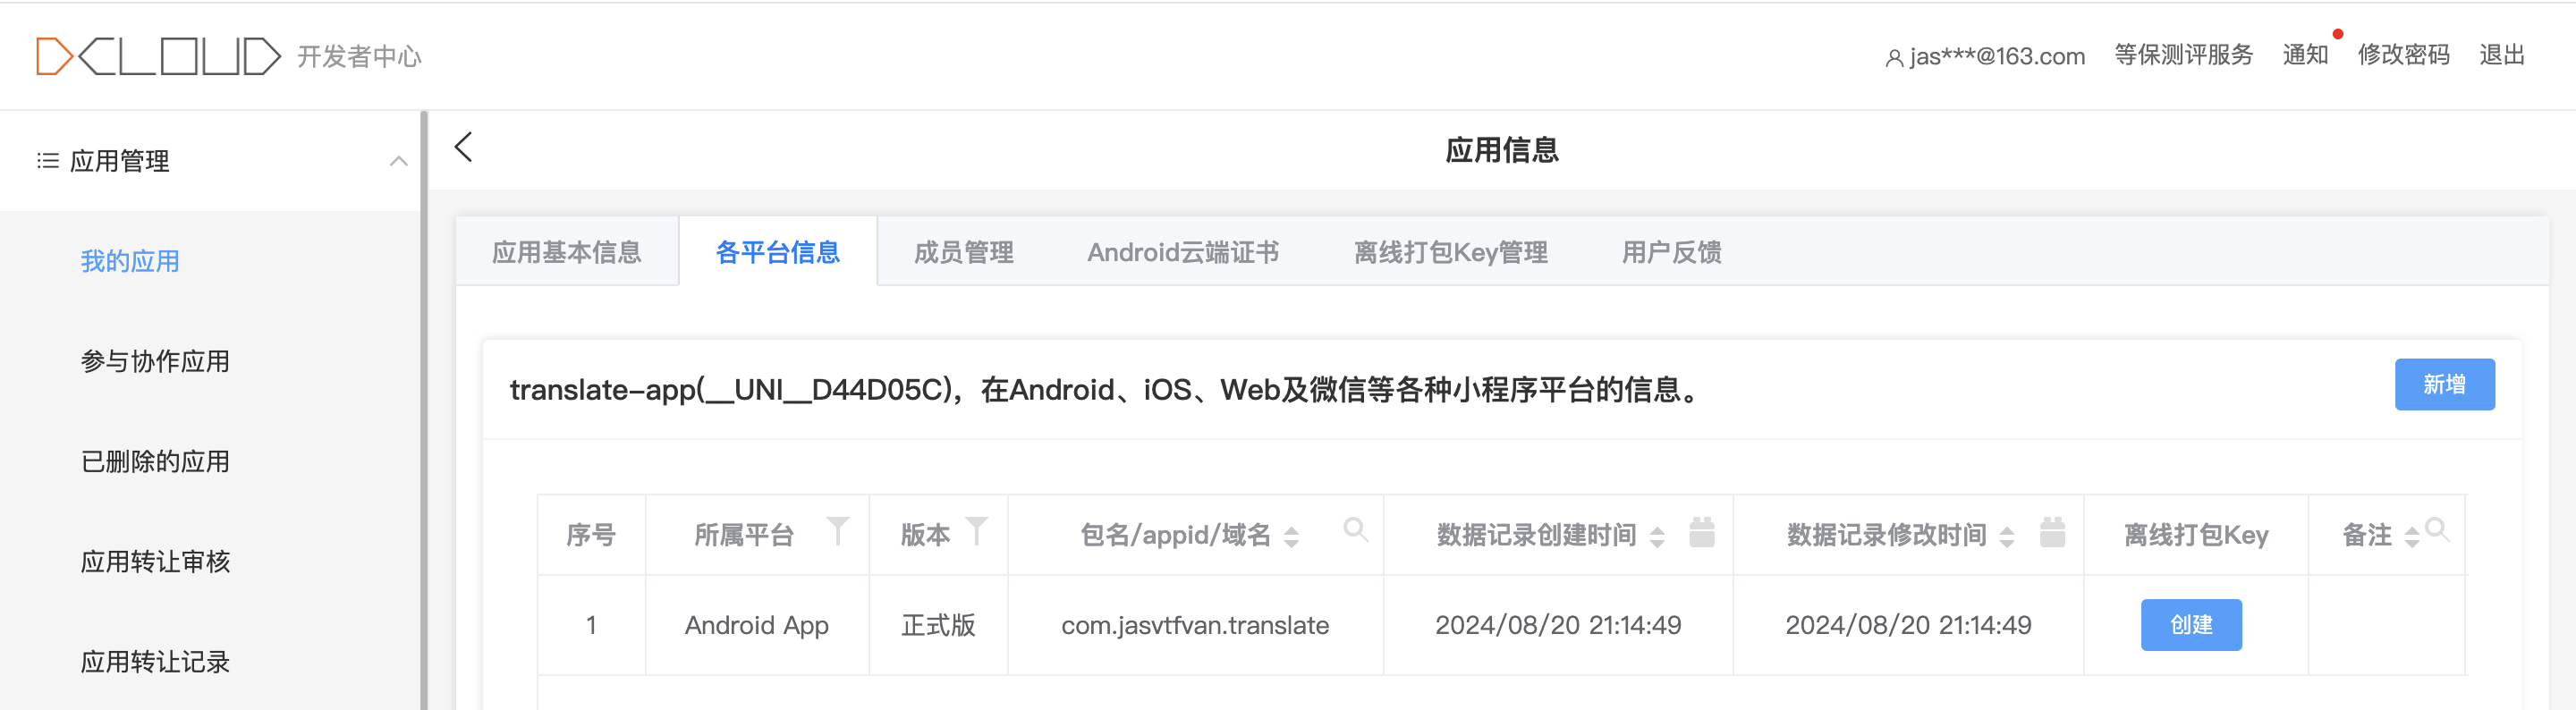 DCLOUD 开发者中心
jas***@163.com 等保测评服务 通知 修改密码 退出
应用管理
我的应用
参与协作应用
已删除的应用
应用转让审核
应用转让记录
应用信息
应用基本信息 各平台信息 成员管理 Android云端证书 离线打包Key管理 用户反馈
translate-app(__UNI__D44D05C)，在Android、iOS、Web及微信等各种小程序平台的信息。
新增
序号 所属平台 版本 包名/appid/域名 数据记录创建时间 数据记录修改时间 离线打包Key 备注
1 Android App 正式版 com.jasvtfvan.translate 2024/08/20 21:14:49 2024/08/20 21:14:49 创建